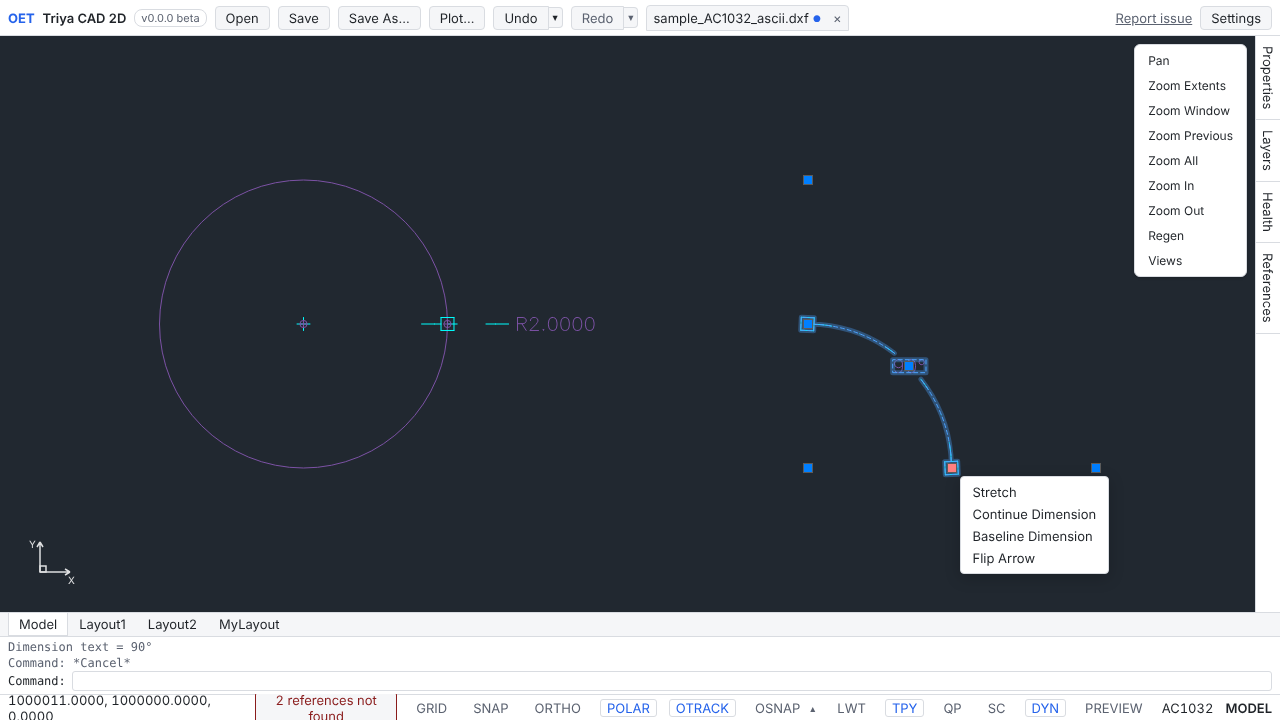 OET Triya CAD 2D v0.0.0 beta Open Save Save As... Plot... Undo ▾ Redo ▾ sample_AC1032_ascii.dxf × Report issue Settings
Pan
Zoom Extents
Zoom Window
Zoom Previous
Zoom All
Zoom In
Zoom Out
Regen
Views
Properties
Layers
Health
References
R2.0000
Stretch
Continue Dimension
Baseline Dimension
Flip Arrow
Y
X
Model Layout1 Layout2 MyLayout
Dimension text = 90°
Command: *Cancel*
Command:
1000011.0000, 1000000.0000,
0.0000
2 references not
found
GRID SNAP ORTHO POLAR OTRACK OSNAP ▴ LWT TPY QP SC DYN PREVIEW AC1032 MODEL